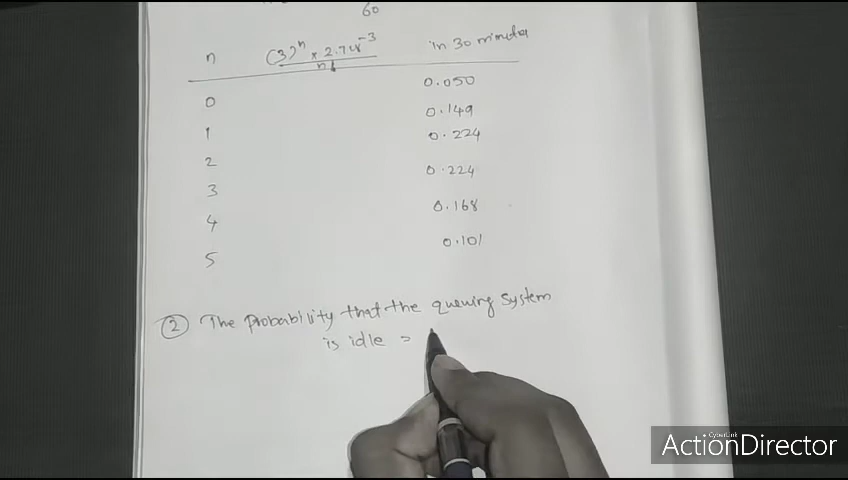 60
n (3)ⁿ × 2.718⁻³ / n! in 30 minutes
0 0.050
1 0.149
2 0.224
3 0.224
4 0.168
5 0.101
② The Probability that the queuing system
is idle =
CyberLink
ActionDirector